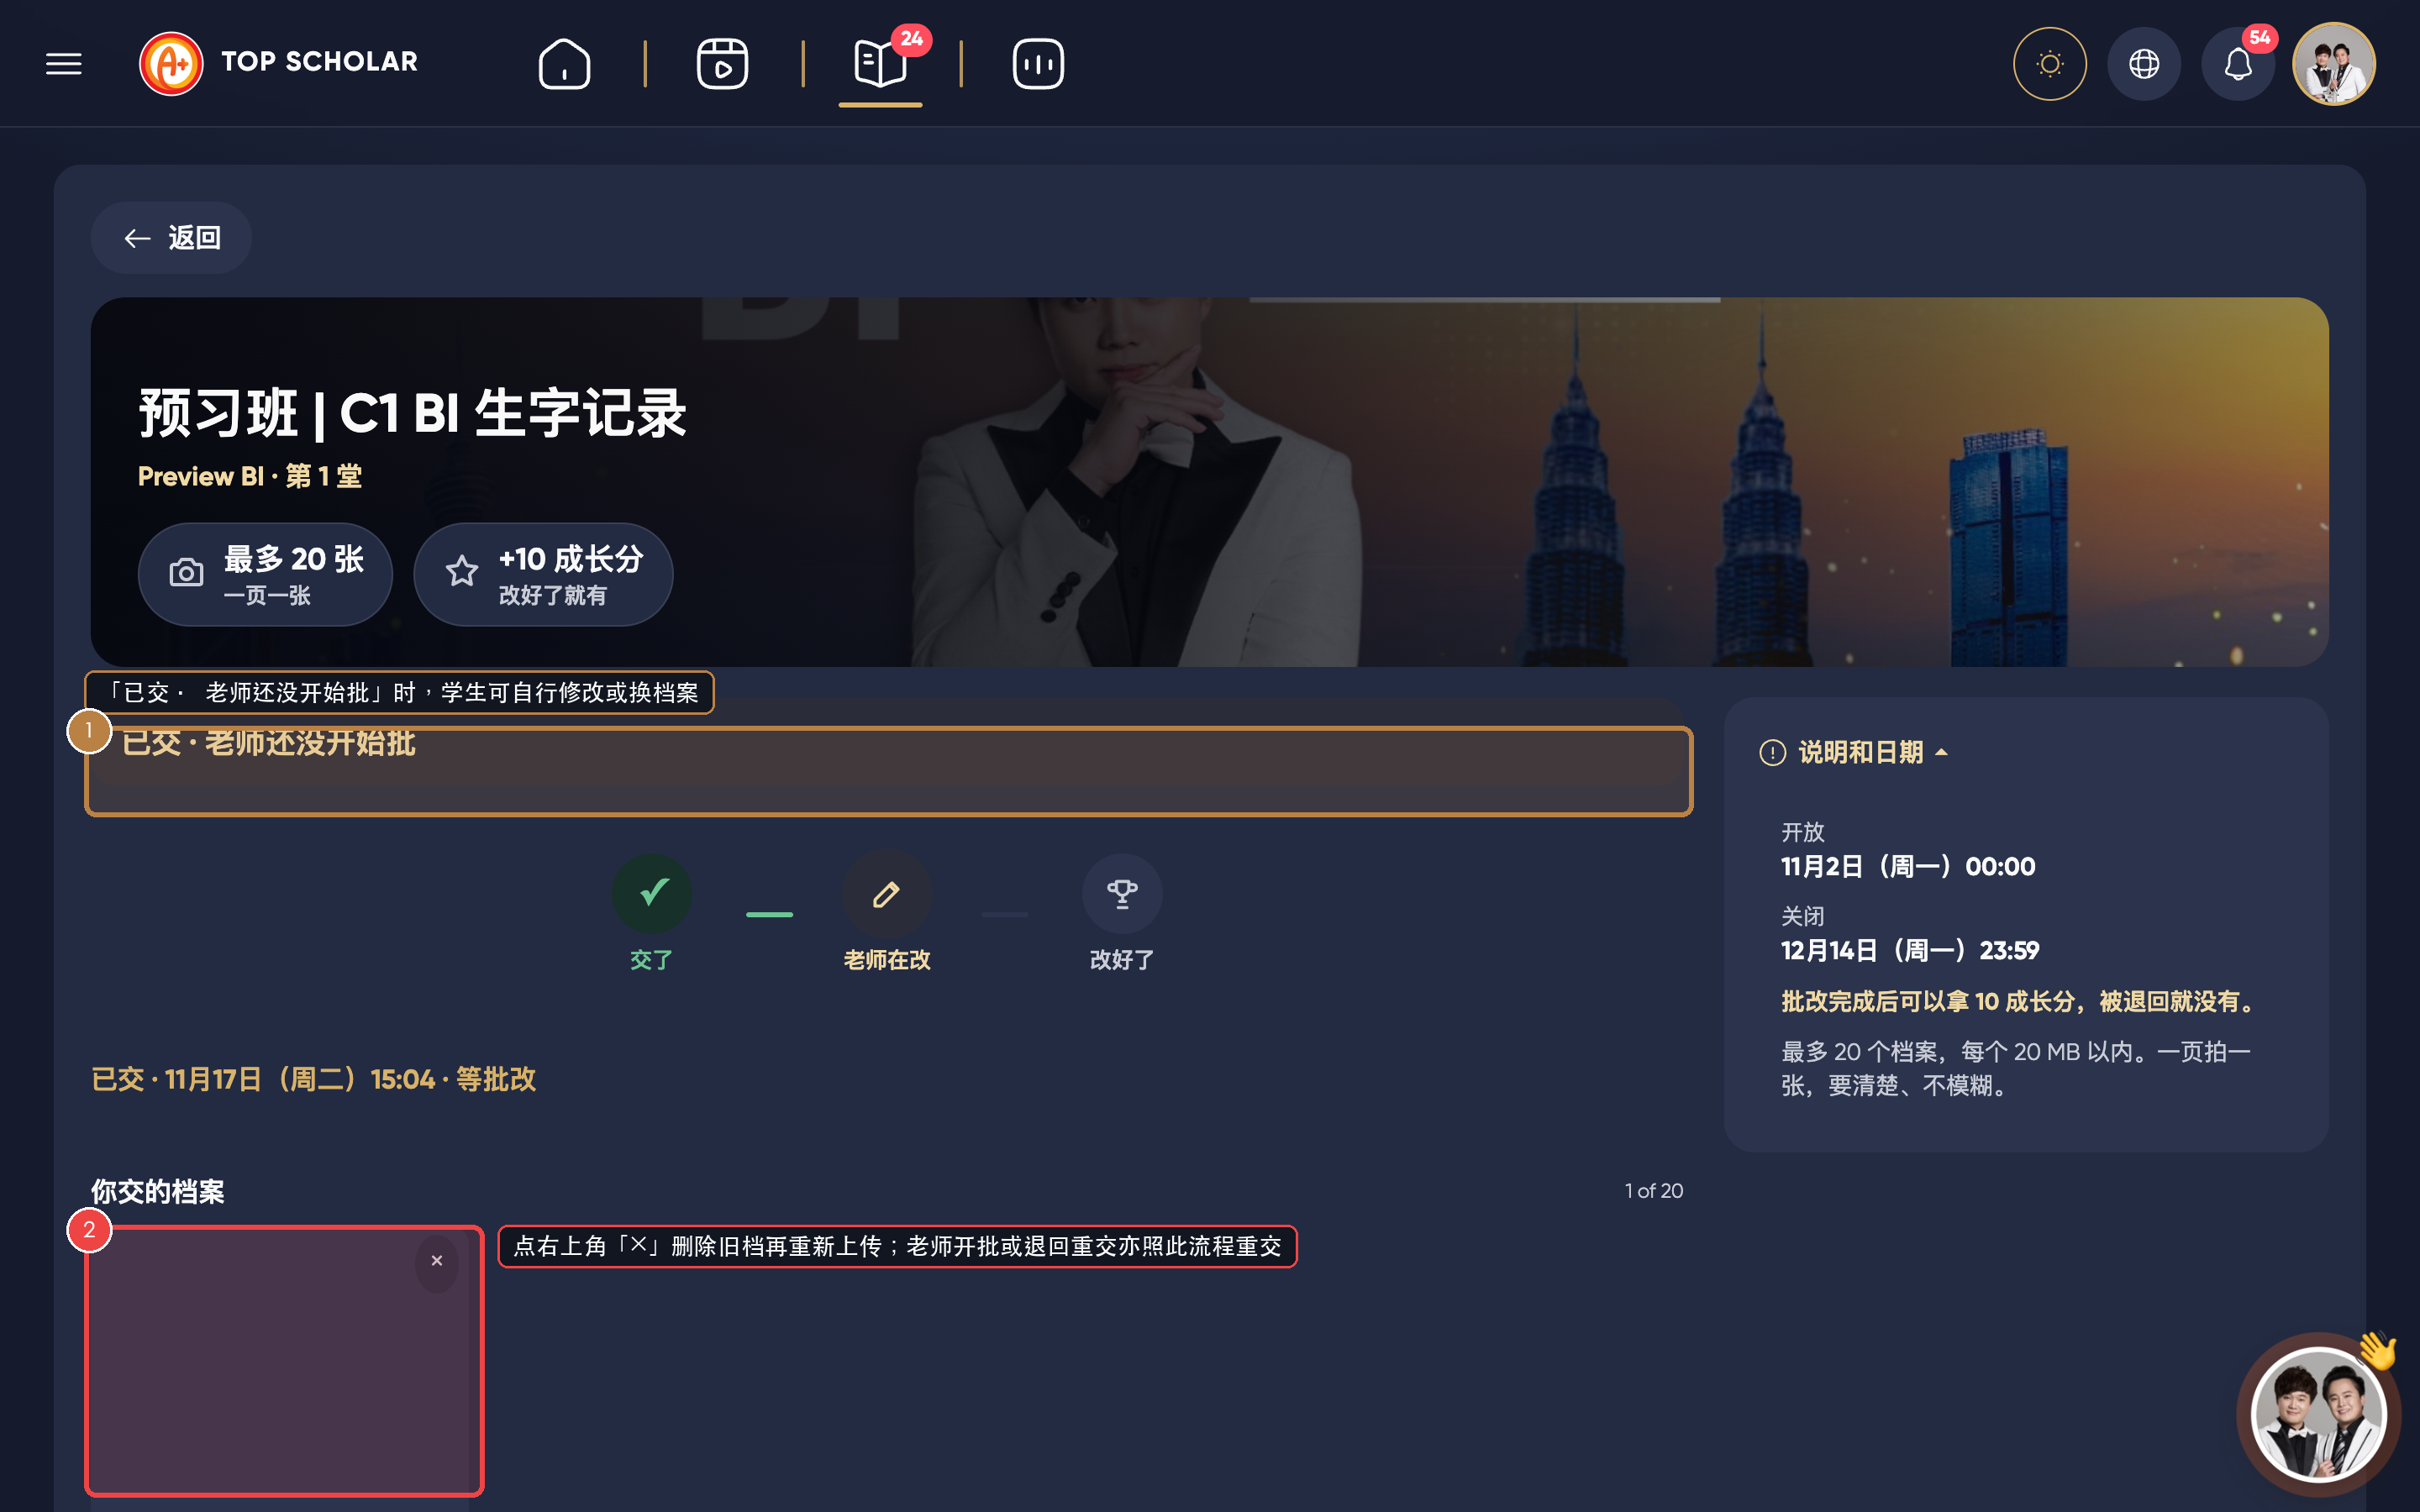 A+ TOP SCHOLAR
24
54
返回
BI
预习班 | C1 BI 生字记录
Preview BI · 第 1 堂
最多 20 张
一页一张
+10 成长分
改好了就有
「已交· 老师还没开始批」时,学生可自行修改或换档案
1
已交 · 老师还没开始批
交了
老师在改
改好了
已交 · 11月17日（周二）15:04 · 等批改
你交的档案
1 of 20
2
×
点右上角「×」删除旧档再重新上传;老师开批或退回重交亦照此流程重交
说明和日期
开放
11月2日（周一）00:00
关闭
12月14日（周一）23:59
批改完成后可以拿 10 成长分，被退回就没有。
最多 20 个档案，每个 20 MB 以内。一页拍一
张，要清楚、不模糊。